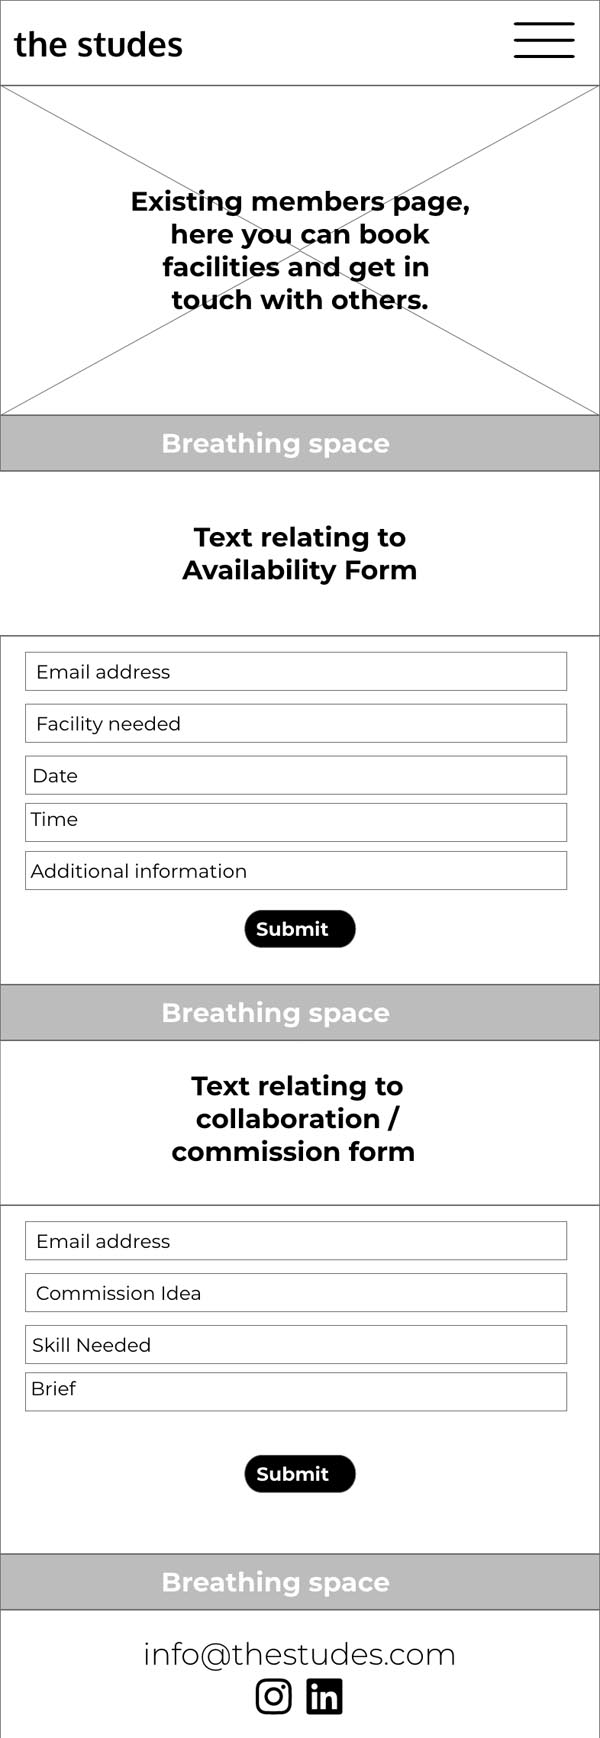 the studes
Existing members page,
here you can book
facilities and get in
touch with others.
Breathing space
Text relating to
Availability Form
Email address
Facility needed
Date
Time
Additional information
Submit
Breathing space
Text relating to
collaboration /
commission form
Email address
Commission Idea
Skill Needed
Brief
Submit
Breathing space
info@thestudes.com
in